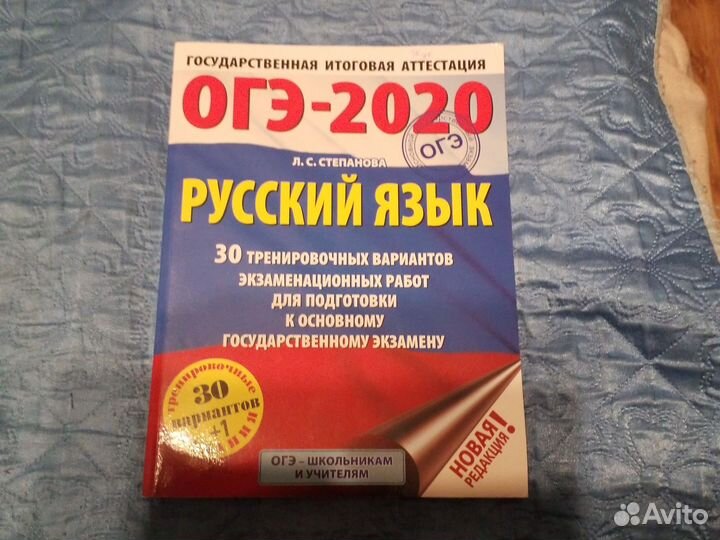 ГОСУДАРСТВЕННАЯ ИТОГОВАЯ АТТЕСТАЦИЯ
ОГЭ-2020
ОГЭ
Л. С. СТЕПАНОВА
РУССКИЙ ЯЗЫК
30 ТРЕНИРОВОЧНЫХ ВАРИАНТОВ
ЭКЗАМЕНАЦИОННЫХ РАБОТ
ДЛЯ ПОДГОТОВКИ
К ОСНОВНОМУ
ГОСУДАРСТВЕННОМУ ЭКЗАМЕНУ
тренировочные
30
вариантов
+1
НОВАЯ
РЕДАКЦИЯ!
ОГЭ – ШКОЛЬНИКАМ
И УЧИТЕЛЯМ
Avito